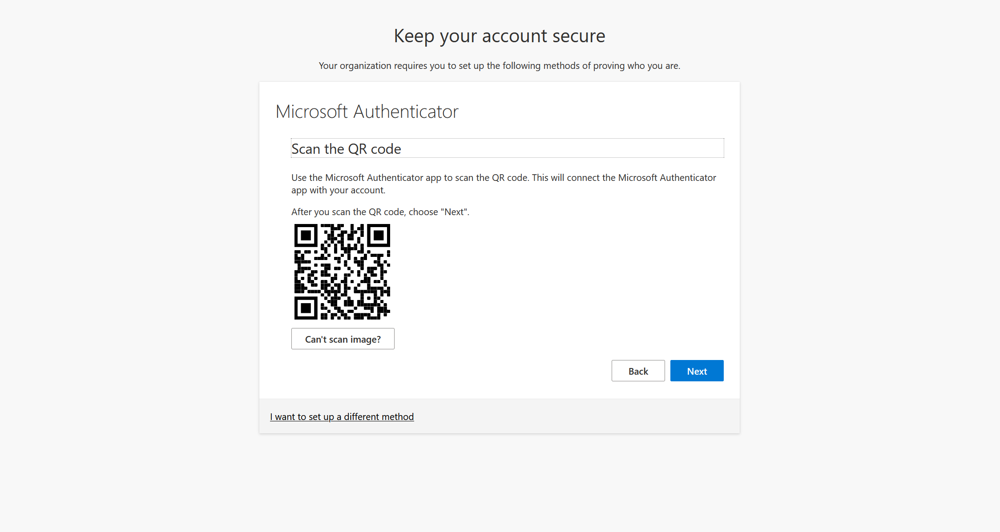 Keep your account secure
Your organization requires you to set up the following methods of proving who you are.
Microsoft Authenticator
Scan the QR code
Use the Microsoft Authenticator app to scan the QR code. This will connect the Microsoft Authenticator
app with your account.
After you scan the QR code, choose "Next".
Can't scan image?
Back
Next
I want to set up a different method